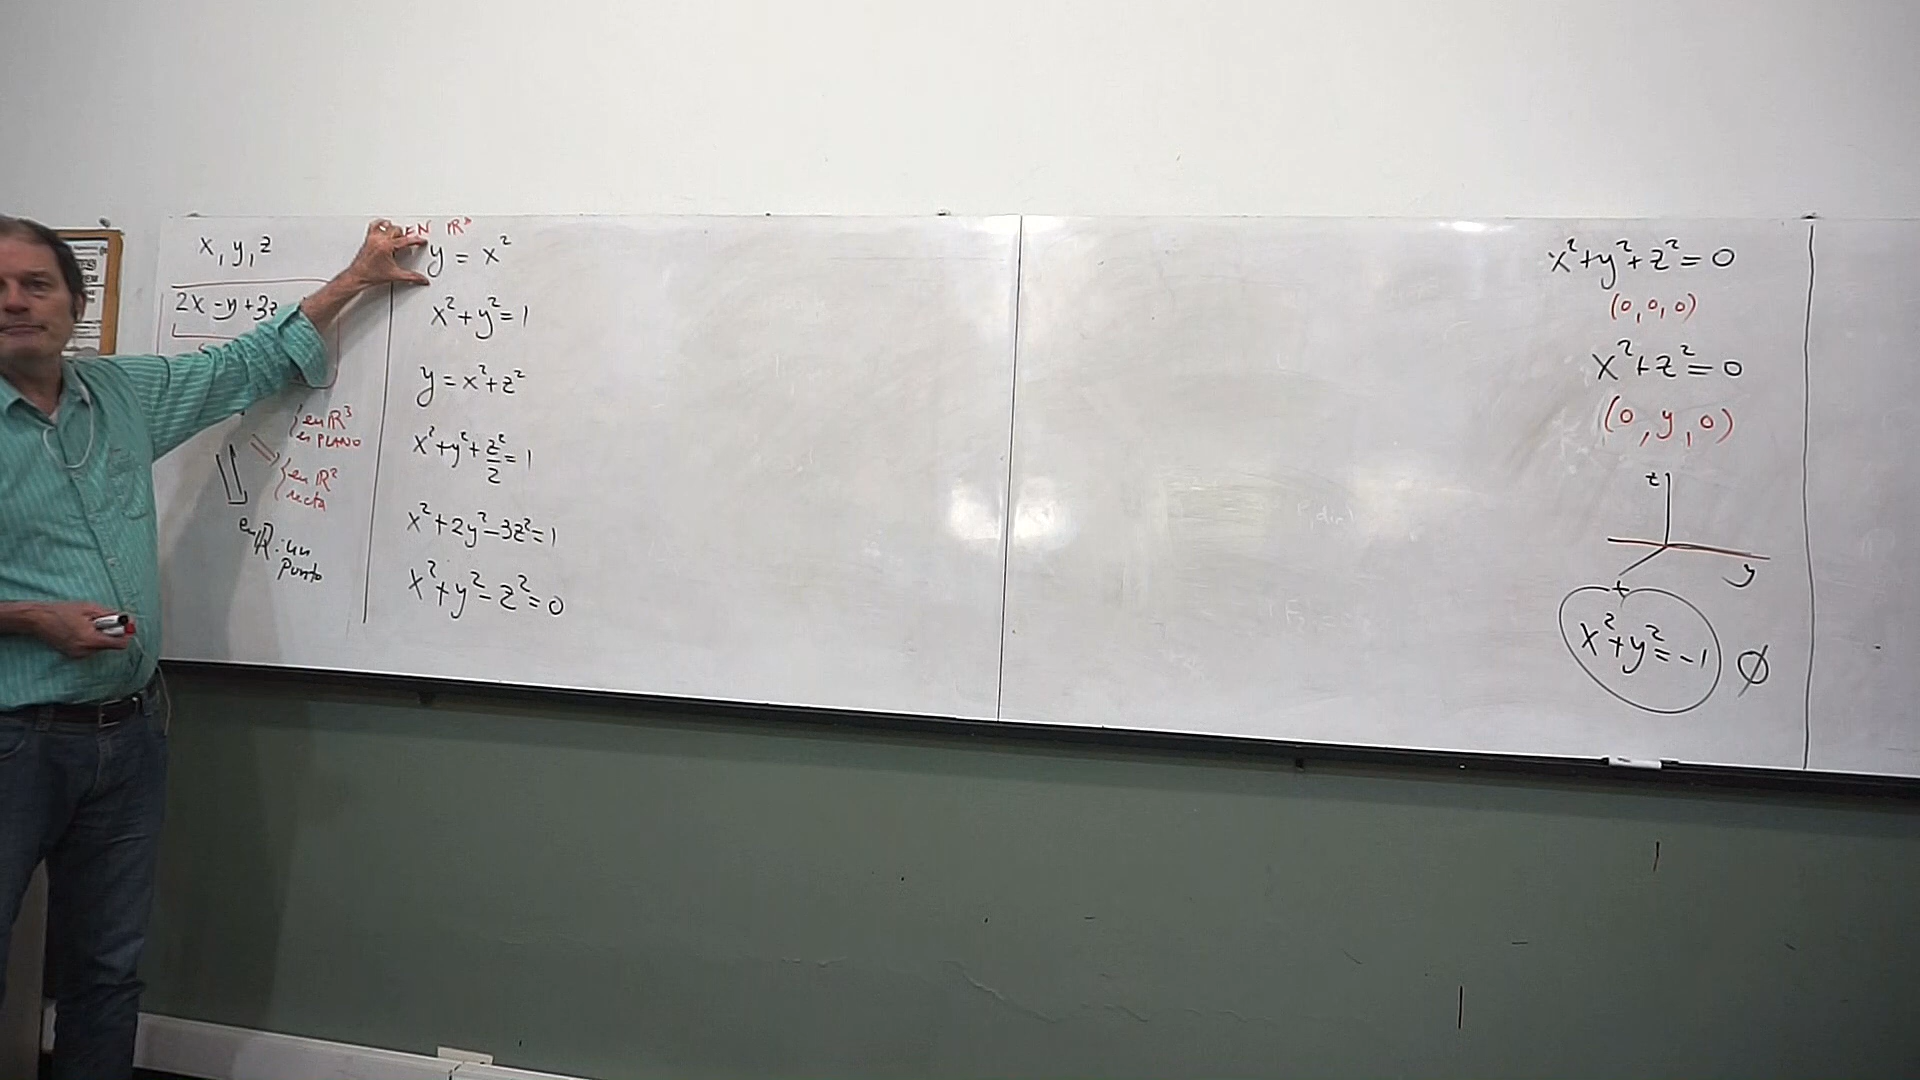 x, y, z
2x - y + 3z
en R³
es PLANO
en R²
recta
en R: un
Punto
EN R³
y = x²
x² + y² = 1
y = x² + z²
x² + y² + z²/2 = 1
x² + 2y² - 3z² = 1
x² + y² - z² = 0
x² + y² + z² = 0
(0, 0, 0)
x² + z² = 0
(0, y, 0)
z
y
x
x² + y² = -1 ∅